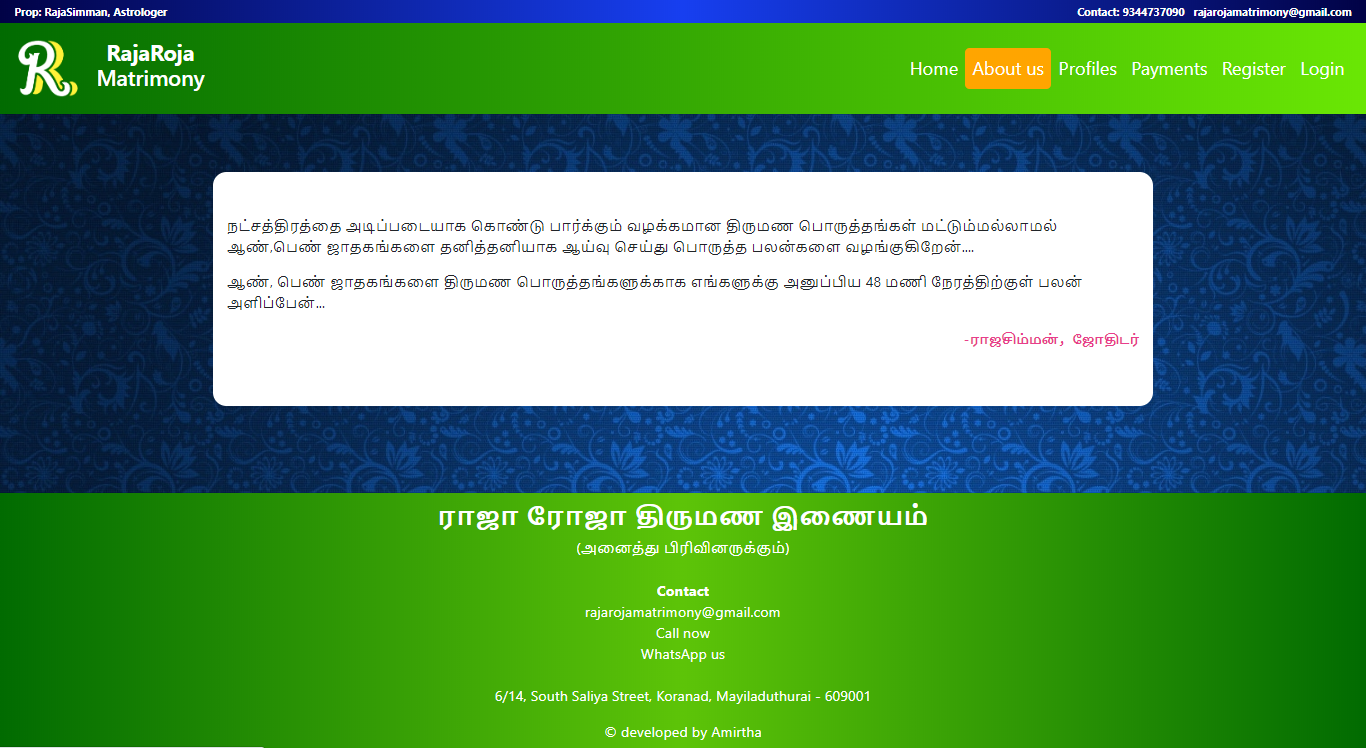 Prop: RajaSimman, Astrologer
Contact: 9344737090 rajarojamatrimony@gmail.com
R
RajaRoja
Matrimony
Home About us Profiles Payments Register Login
நட்சத்திரத்தை அடிப்படையாக கொண்டு பார்க்கும் வழக்கமான திருமண பொருத்தங்கள் மட்டும்மல்லாமல்
ஆண்,பெண் ஜாதகங்களை தனித்தனியாக ஆய்வு செய்து பொருத்த பலன்களை வழங்குகிறேன்....
ஆண், பெண் ஜாதகங்களை திருமண பொருத்தங்களுக்காக எங்களுக்கு அனுப்பிய 48 மணி நேரத்திற்குள் பலன்
அளிப்பேன்...
-ராஜசிம்மன், ஜோதிடர்
ராஜா ரோஜா திருமண இணையம்
(அனைத்து பிரிவினருக்கும்)
Contact
rajarojamatrimony@gmail.com
Call now
WhatsApp us
6/14, South Saliya Street, Koranad, Mayiladuthurai - 609001
© developed by Amirtha